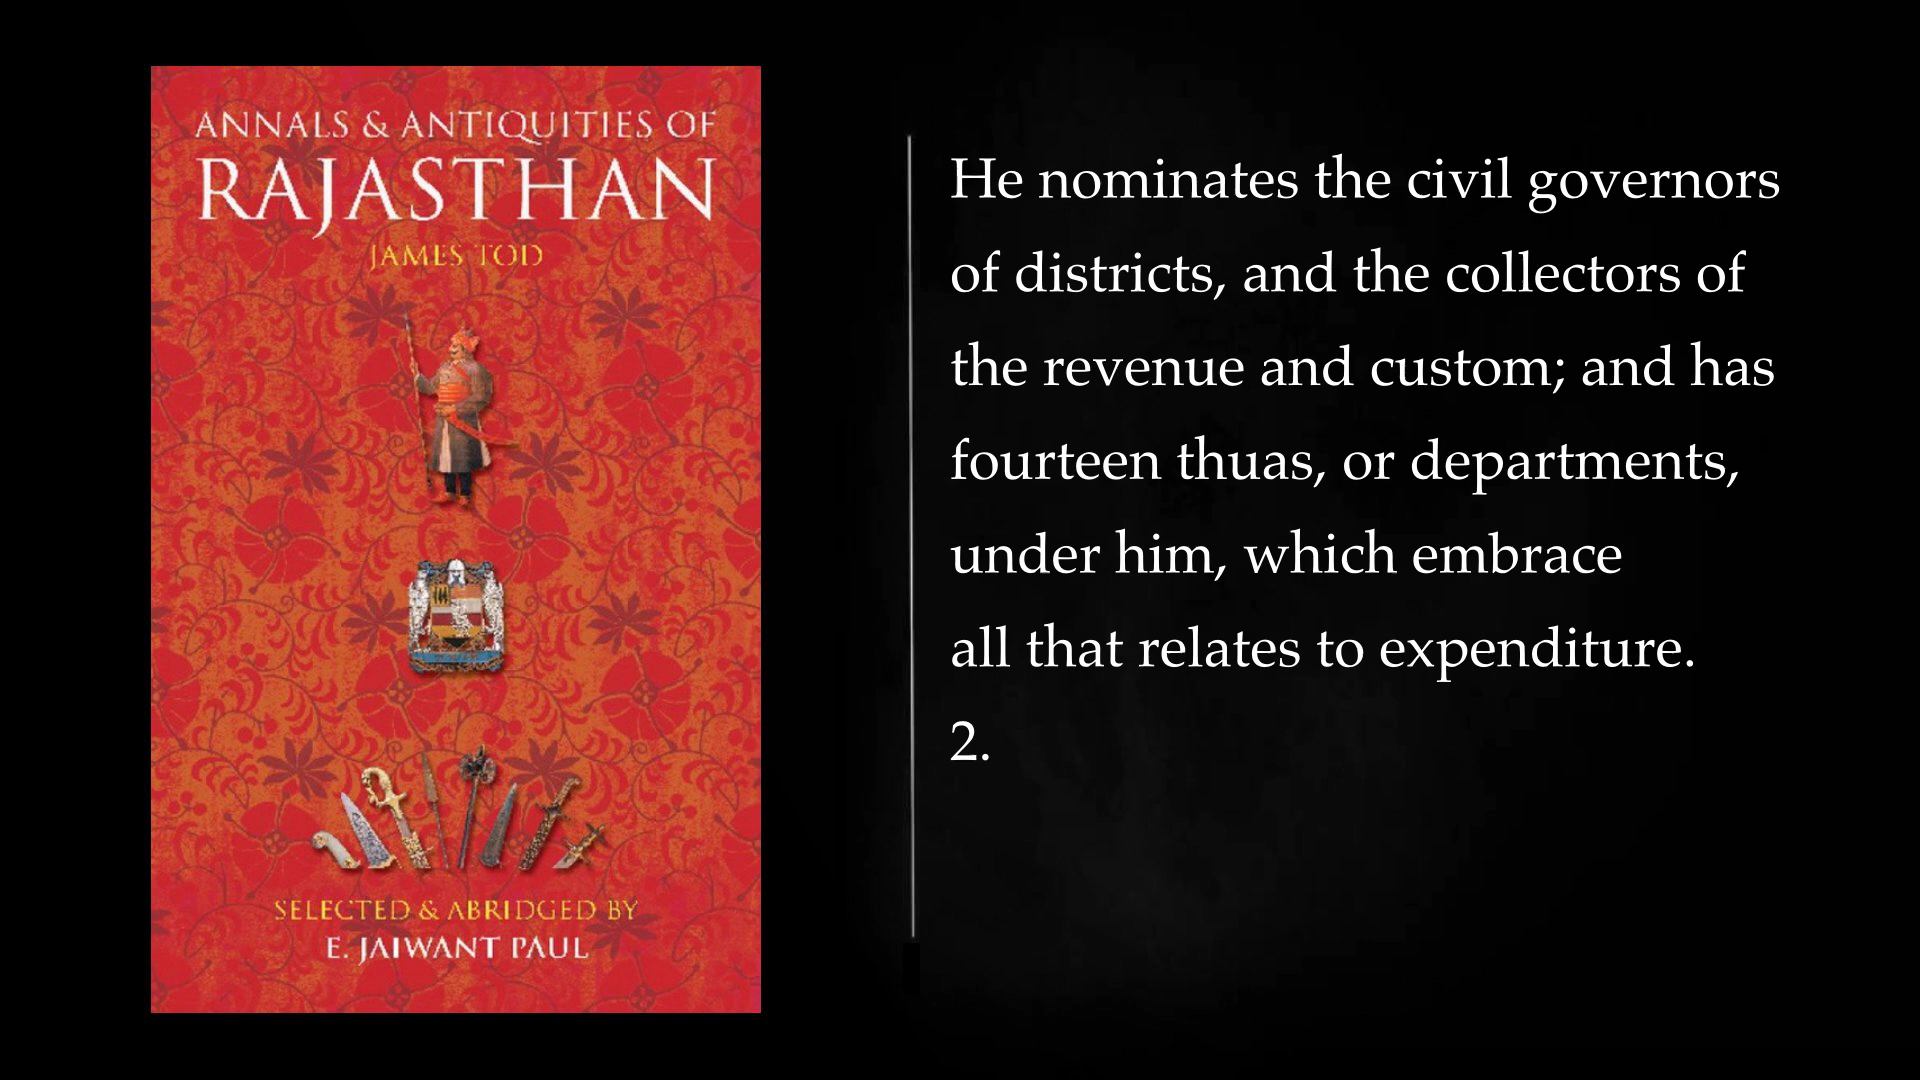 ANNALS & ANTIQUITIES OF
RAJASTHAN
JAMES TOD
SELECTED & ABRIDGED BY
E. JAIWANT PAUL
He nominates the civil governors
of districts, and the collectors of
the revenue and custom; and has
fourteen thuas, or departments,
under him, which embrace
all that relates to expenditure.
2.